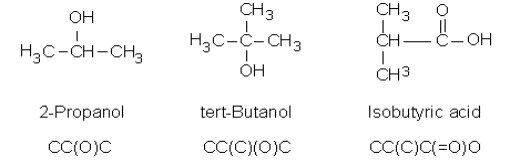 OH
H3C-CH-CH3
CH3
H3C-C-CH3
OH
CH3 O
CH-C-OH
CH3
2-Propanol tert-Butanol Isobutyric acid
CC(O)C CC(C)(O)C CC(C)C(=O)O